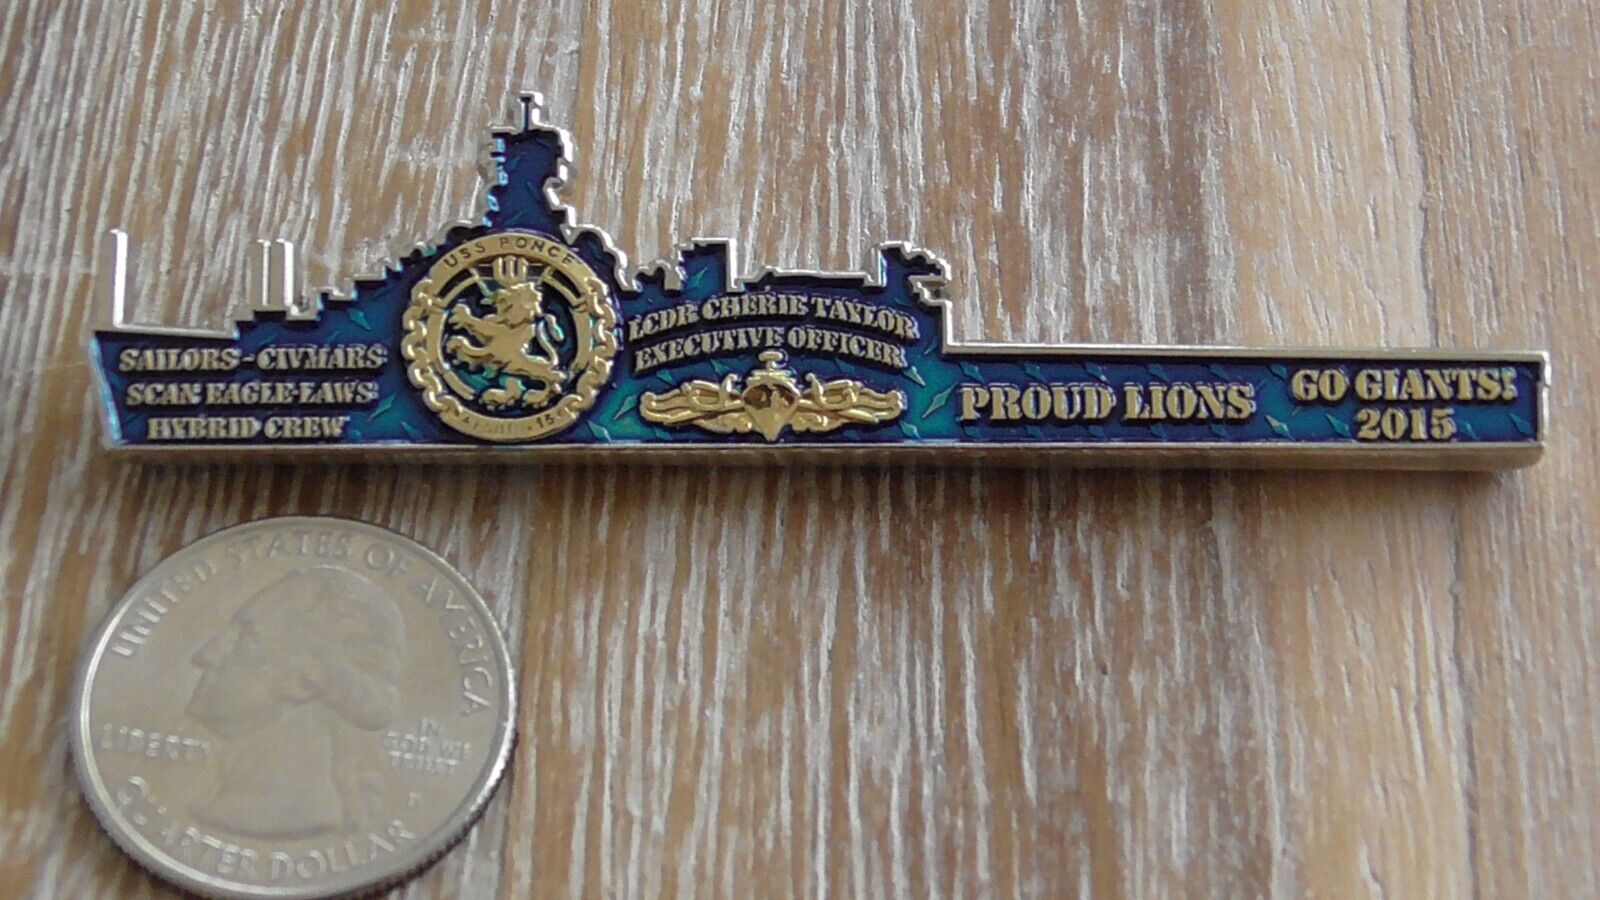 USS PONCE
15
SAILORS-CIVMARS
SCAN EAGLE-LAWS
HYBRID CREW
LCDR CHERIE TAYLOR
EXECUTIVE OFFICER
PROUD LIONS
GO GIANTS!
2015
UNITED STATES OF AMERICA
LIBERTY
IN
GOD WE
TRUST
P
QUARTER DOLLAR